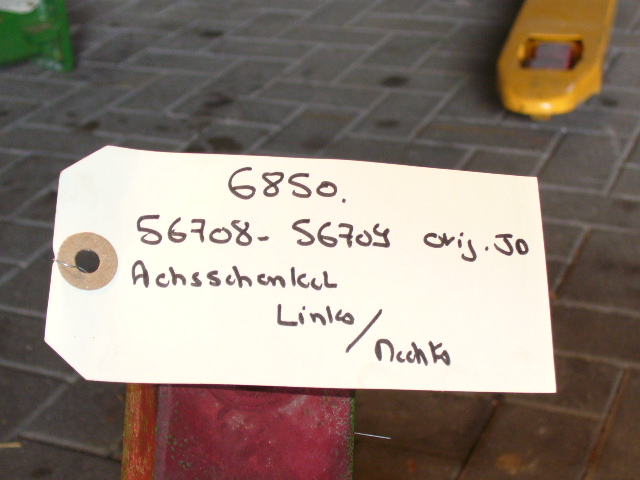 6850.
56708- 56709 orig. JD
Achsschenkel
Links/
Rechts